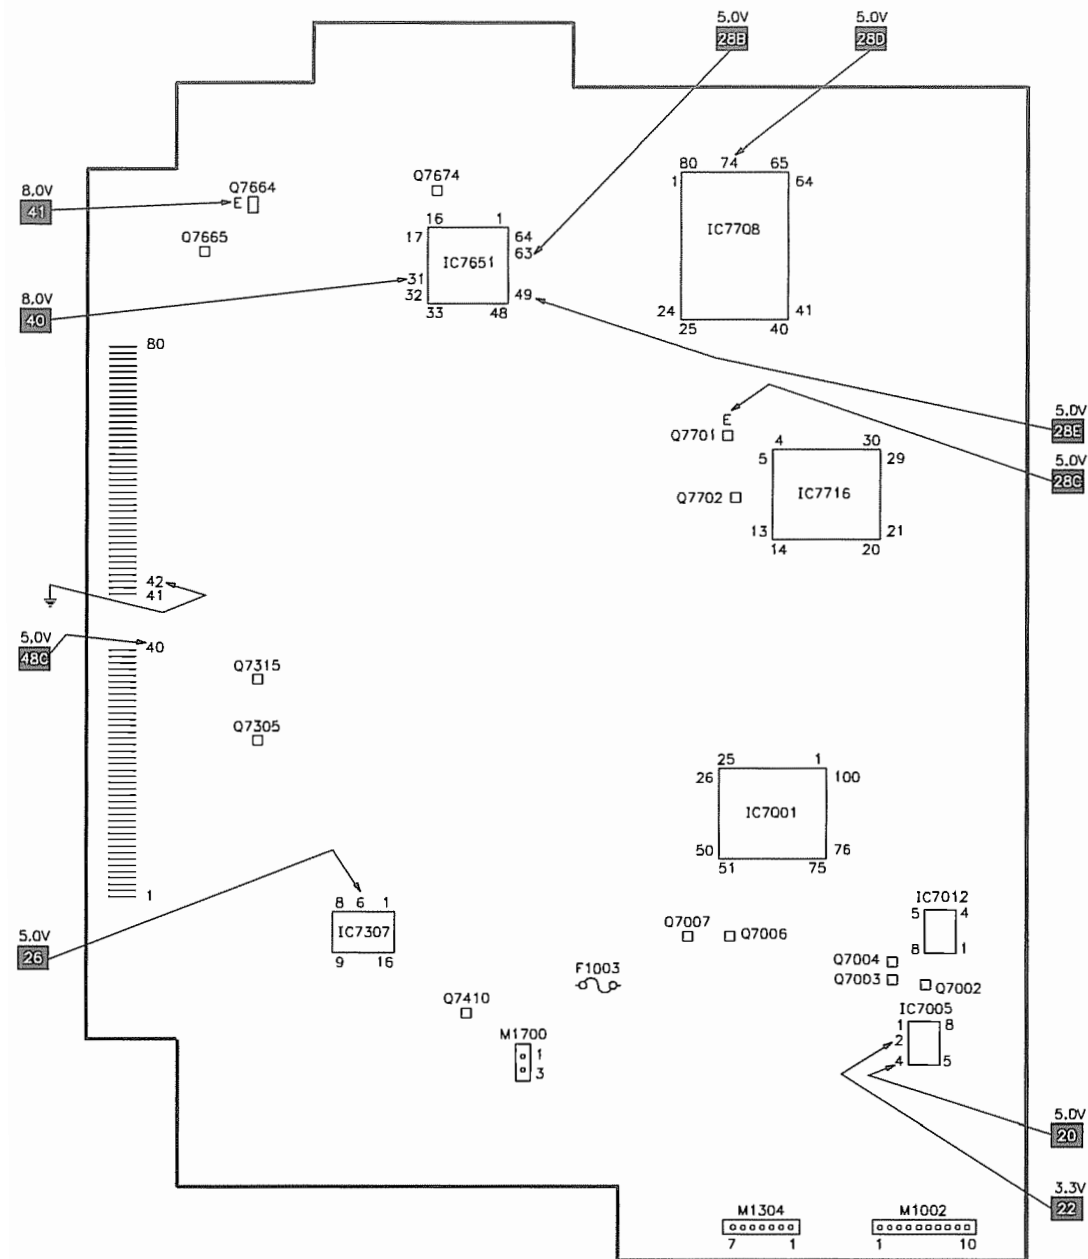 5.0V
28B
5.0V
28D
80 74 65
1 64
IC7708
24 41
25 40
Q7674
8.0V
41
Q7664
E
Q7665
16 1
17 64
63
IC7651
31
32 49
33 48
8.0V
40
80
5.0V
28E
5.0V
28C
E
Q7701
4 30
5 29
IC7716
Q7702
13 21
14 20
42
41
5.0V
48C
40
Q7315
Q7305
25 1
26 100
IC7001
50 76
51 75
1
8 6 1
IC7307
9 16
5.0V
26
IC7012
5 4
8 1
Q7007
Q7006
Q7004
Q7003
Q7002
F1003
Q7410
IC7005
1 8
2
4 5
M1700
1
3
5.0V
20
3.3V
22
M1304
7 1
M1002
1 10